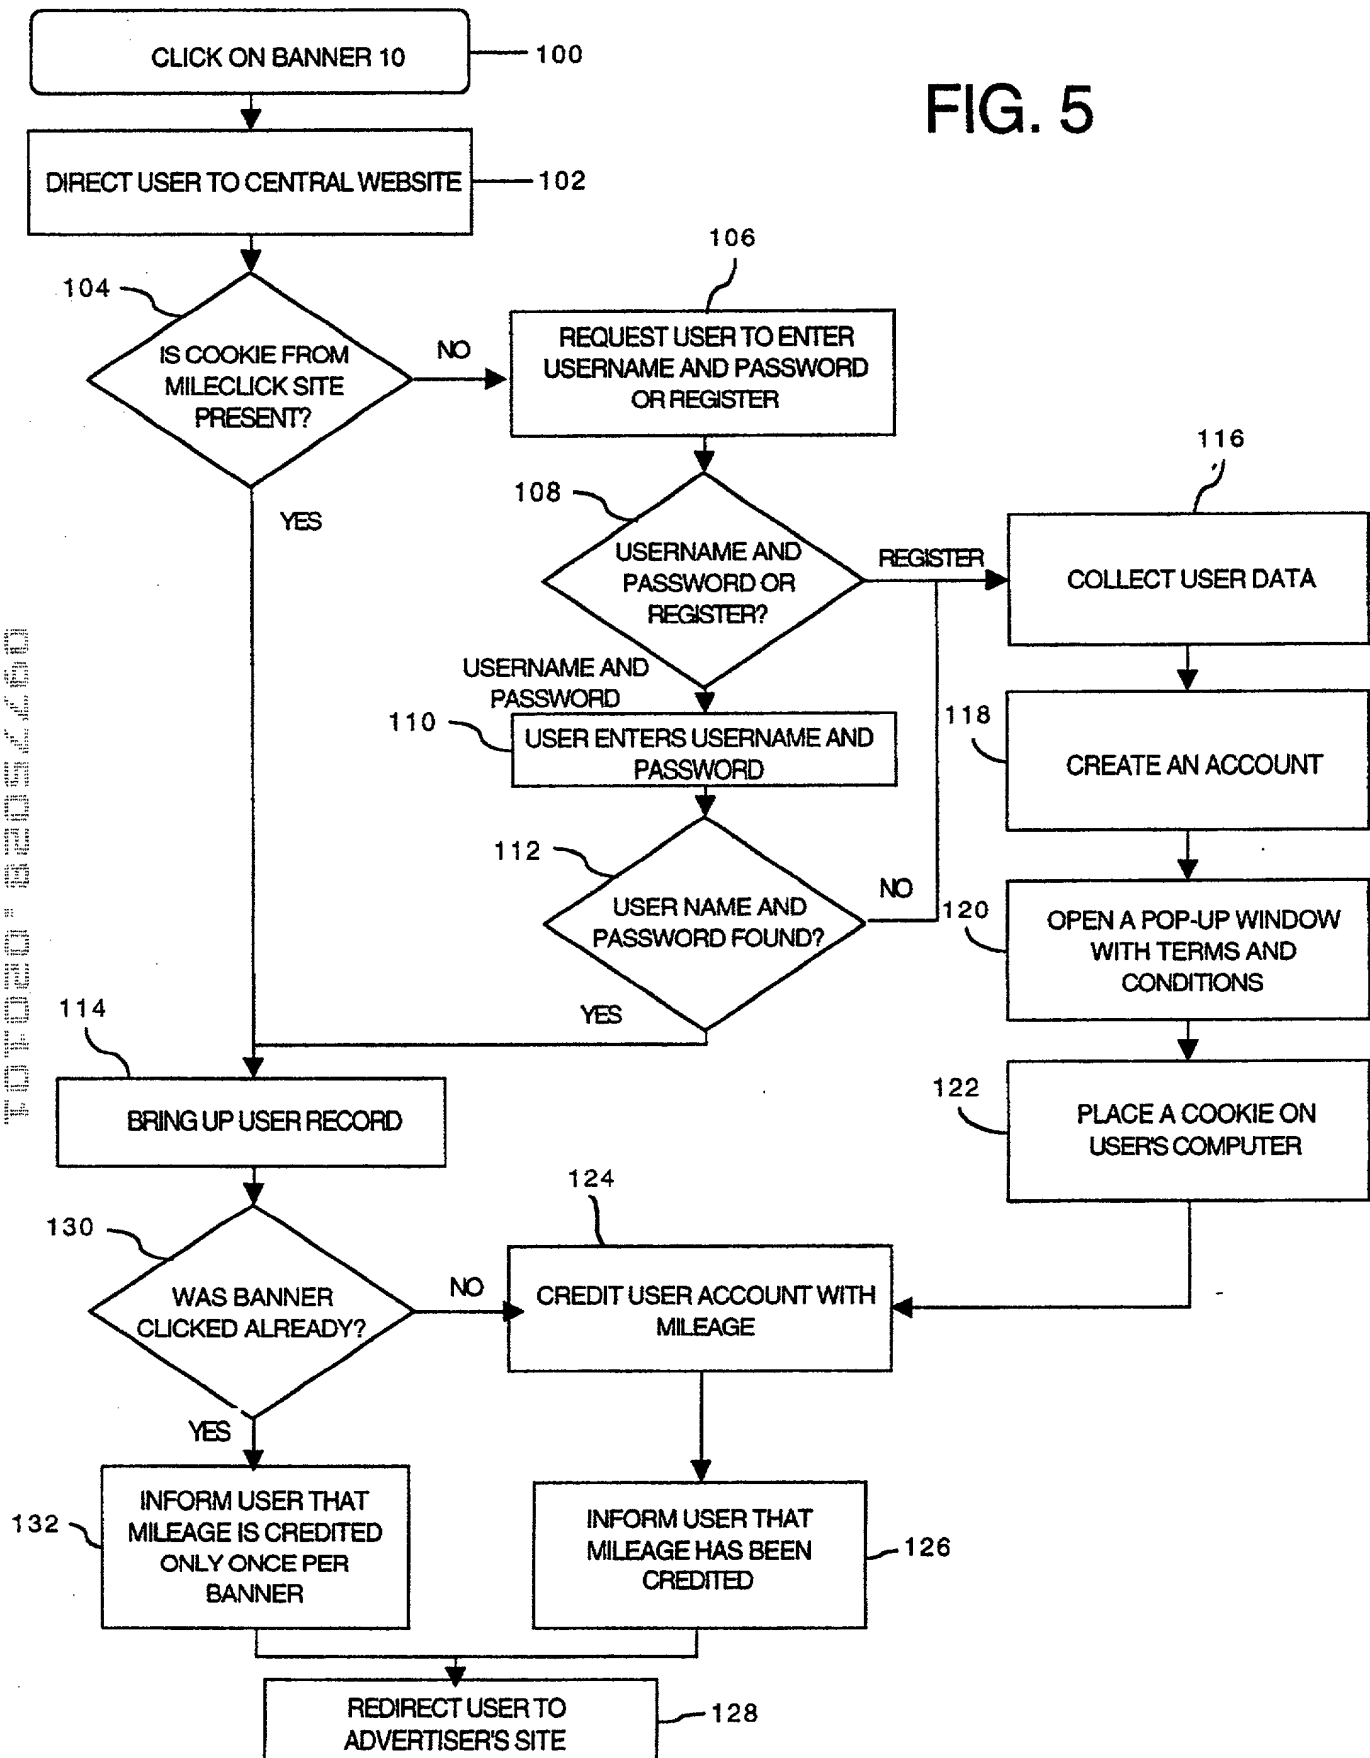 CLICK ON BANNER 10
100
FIG. 5
DIRECT USER TO CENTRAL WEBSITE
102
106
104
IS COOKIE FROM
MILECLICK SITE
PRESENT?
NO
REQUEST USER TO ENTER
USERNAME AND PASSWORD
OR REGISTER
YES
108
USERNAME AND
PASSWORD OR
REGISTER?
REGISTER
116
COLLECT USER DATA
USERNAME AND
PASSWORD
110
USER ENTERS USERNAME AND
PASSWORD
118
CREATE AN ACCOUNT
112
USER NAME AND
PASSWORD FOUND?
NO
YES
120
OPEN A POP-UP WINDOW
WITH TERMS AND
CONDITIONS
114
BRING UP USER RECORD
122
PLACE A COOKIE ON
USER'S COMPUTER
130
WAS BANNER
CLICKED ALREADY?
NO
124
CREDIT USER ACCOUNT WITH
MILEAGE
YES
132
INFORM USER THAT
MILEAGE IS CREDITED
ONLY ONCE PER
BANNER
INFORM USER THAT
MILEAGE HAS BEEN
CREDITED
126
REDIRECT USER TO
ADVERTISER'S SITE
128